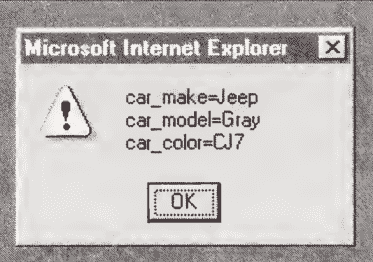 Microsoft Internet Explorer
car_make=Jeep
car_model=Gray
car_color=CJ7
OK